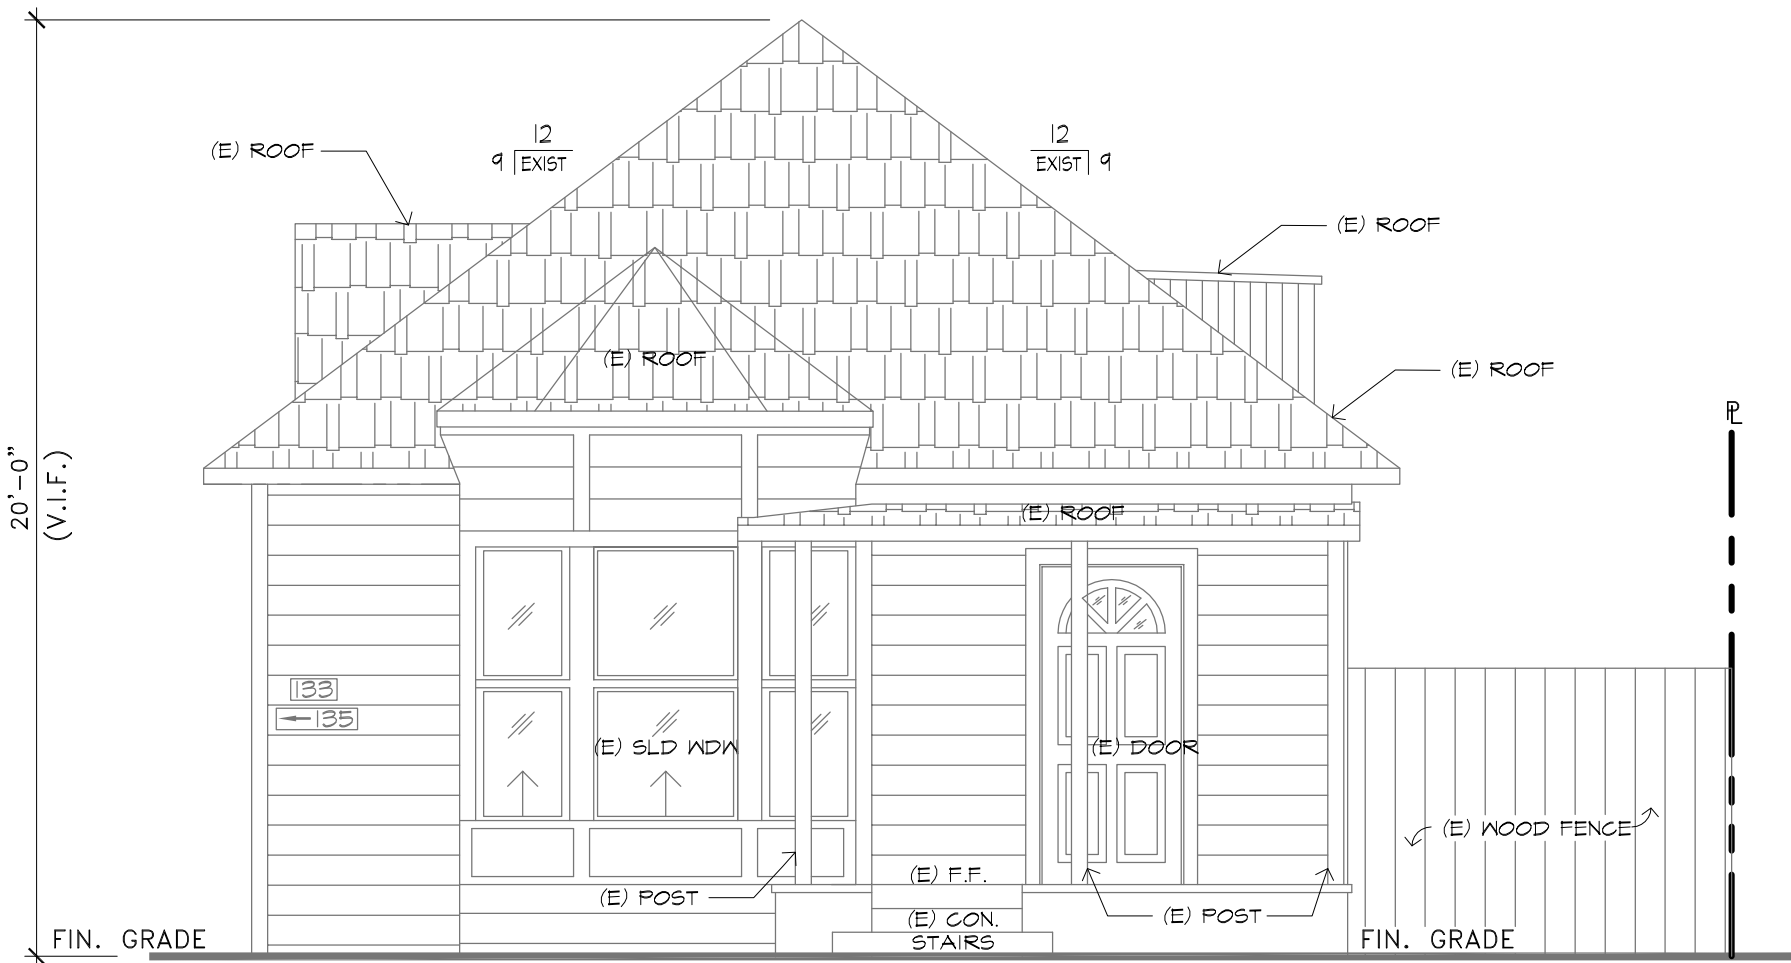 12
9 EXIST
12
EXIST 9
(E) ROOF
(E) ROOF
(E) ROOF
(E) ROOF
PL
20'-0"
(V.I.F.)
(E) ROOF
133
←135
(E) SLD WDW
(E) DOOR
(E) WOOD FENCE
(E) F.F.
(E) POST
(E) POST
(E) CON.
STAIRS
FIN. GRADE
FIN. GRADE